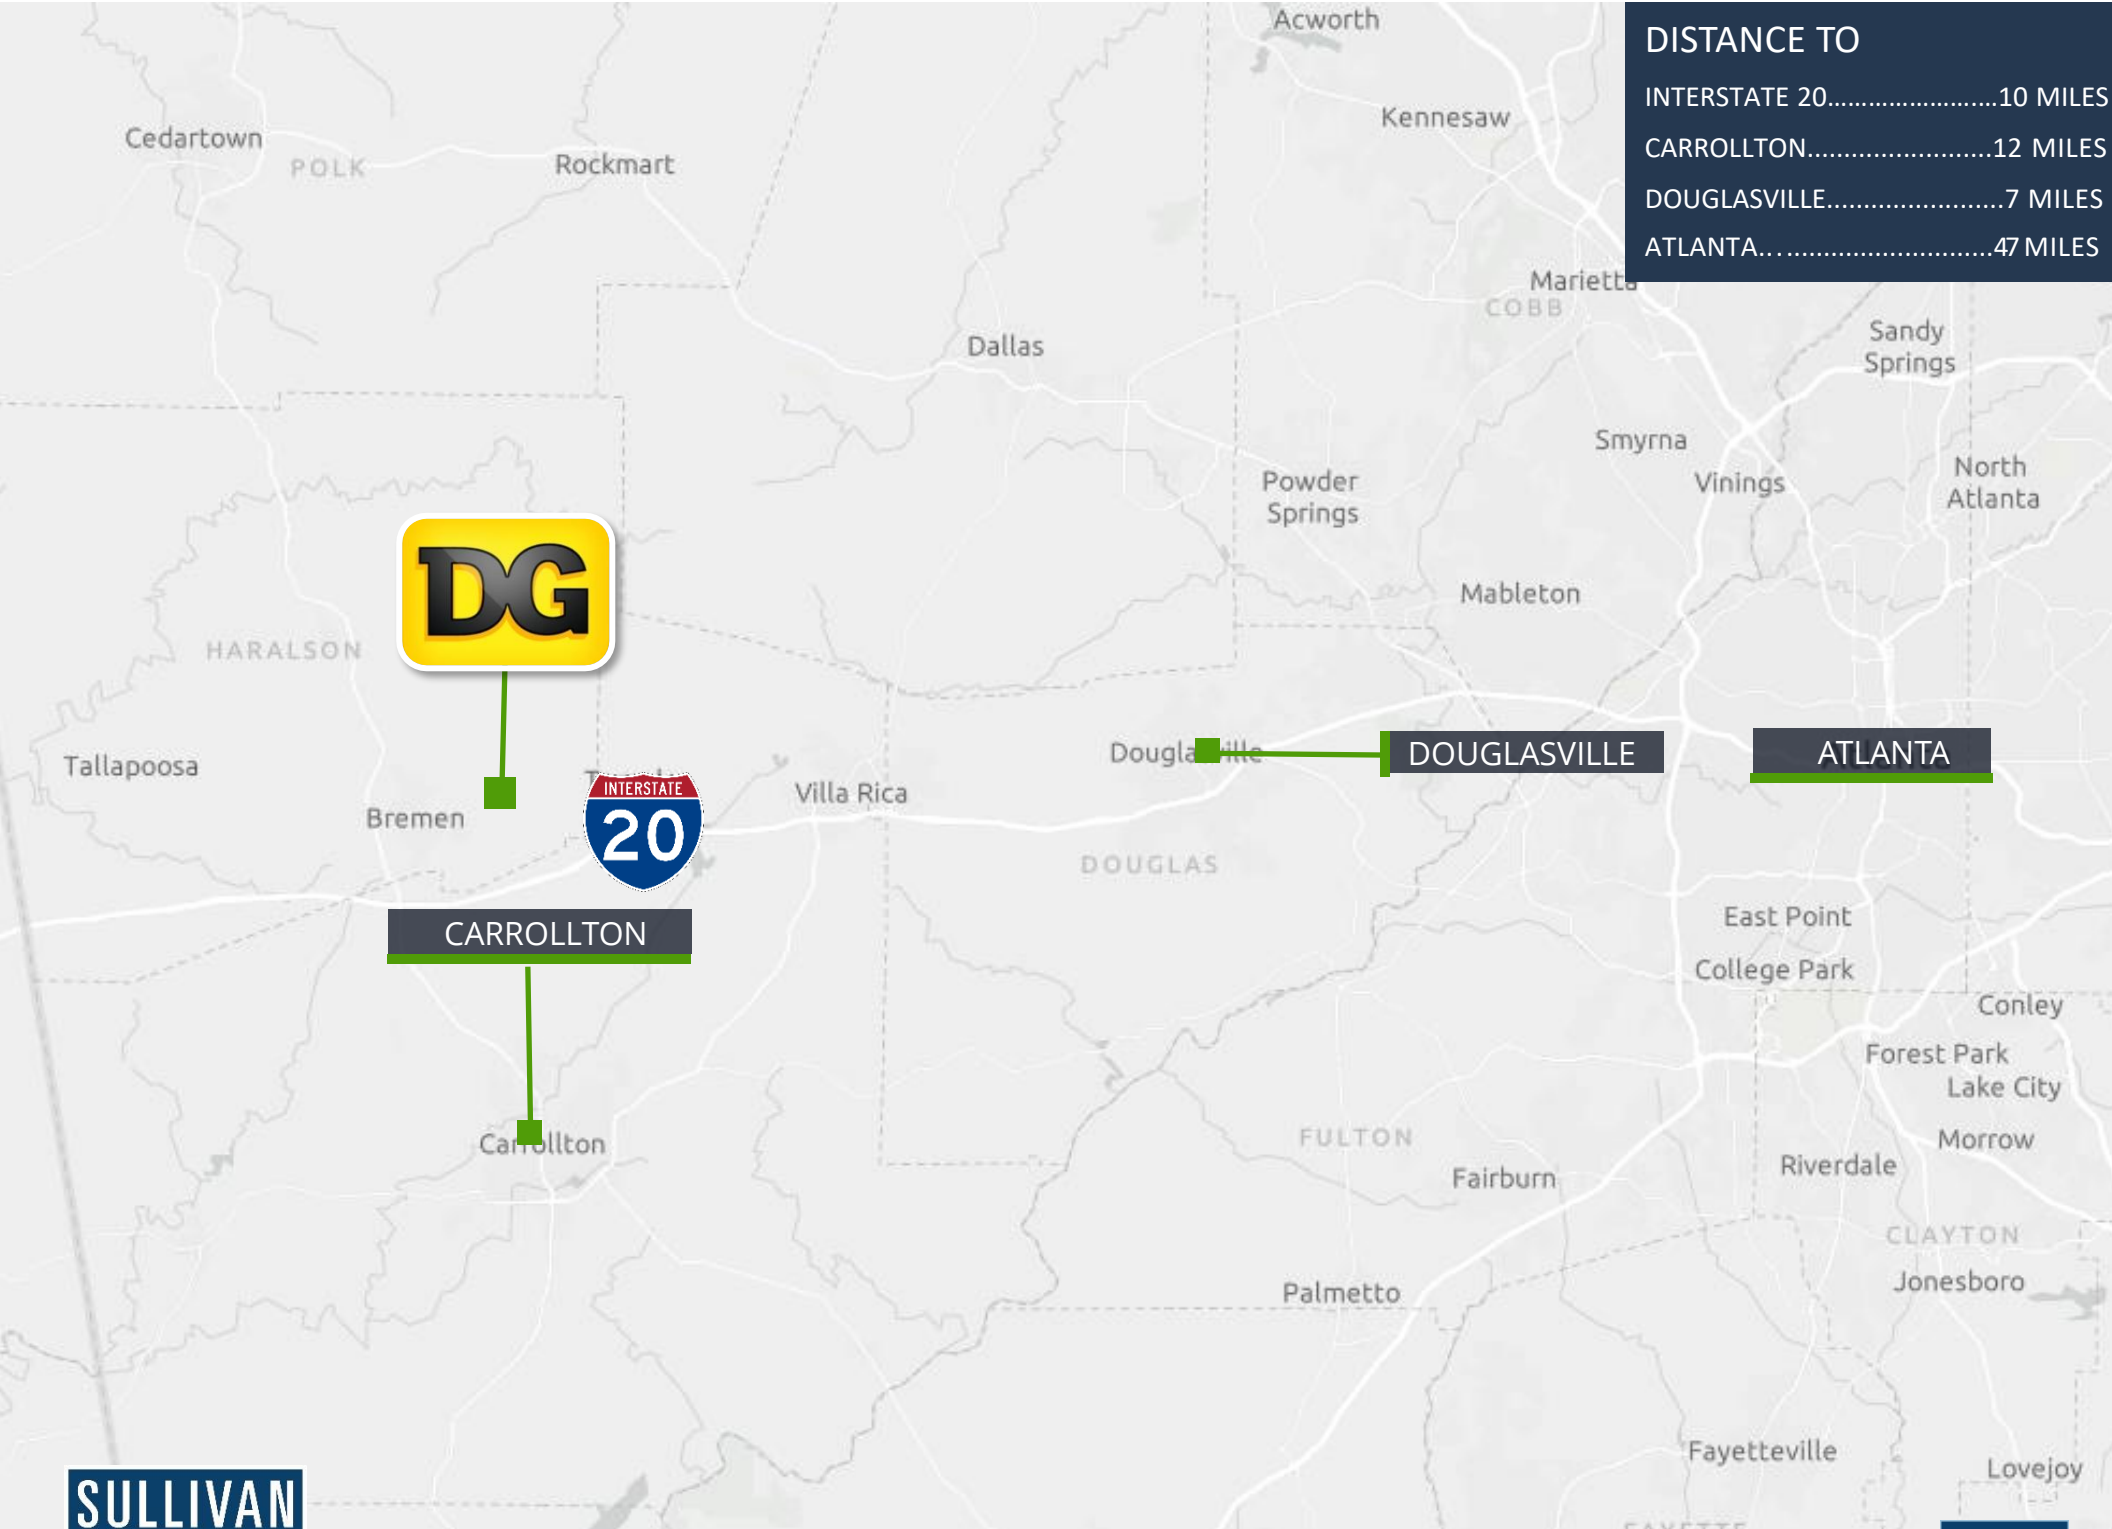 Acworth
DISTANCE TO
INTERSTATE 20..........................10 MILES
CARROLLTON.........................12 MILES
DOUGLASVILLE........................7 MILES
ATLANTA.. . ............................47 MILES
Kennesaw
Cedartown
POLK
Rockmart
Marietta
COBB
Sandy
Springs
Dallas
Smyrna
Vinings
North
Atlanta
Powder
Springs
DG
Mableton
HARALSON
Tallapoosa
Douglasville
DOUGLASVILLE
ATLANTA
INTERSTATE
20
Villa Rica
Bremen
DOUGLAS
CARROLLTON
East Point
College Park
Conley
Forest Park
Lake City
Carrollton
FULTON
Morrow
Riverdale
Fairburn
CLAYTON
Jonesboro
Palmetto
Fayetteville
Lovejoy
SULLIVAN
FAYETTE